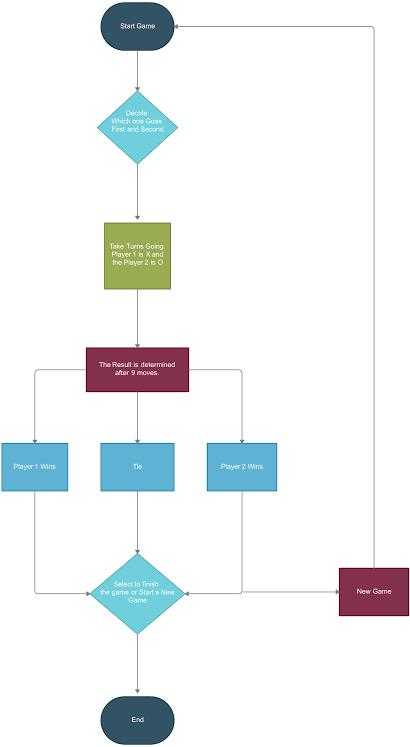 Start Game
Decide
Which one Goes
First and Second
Take Turns Going.
Player 1 is X and
the Player 2 is O
The Result is determined
after 9 moves.
Player 1 Wins
Tie
Player 2 Wins
Select to finish
the game or Start a New
Game
New Game
End